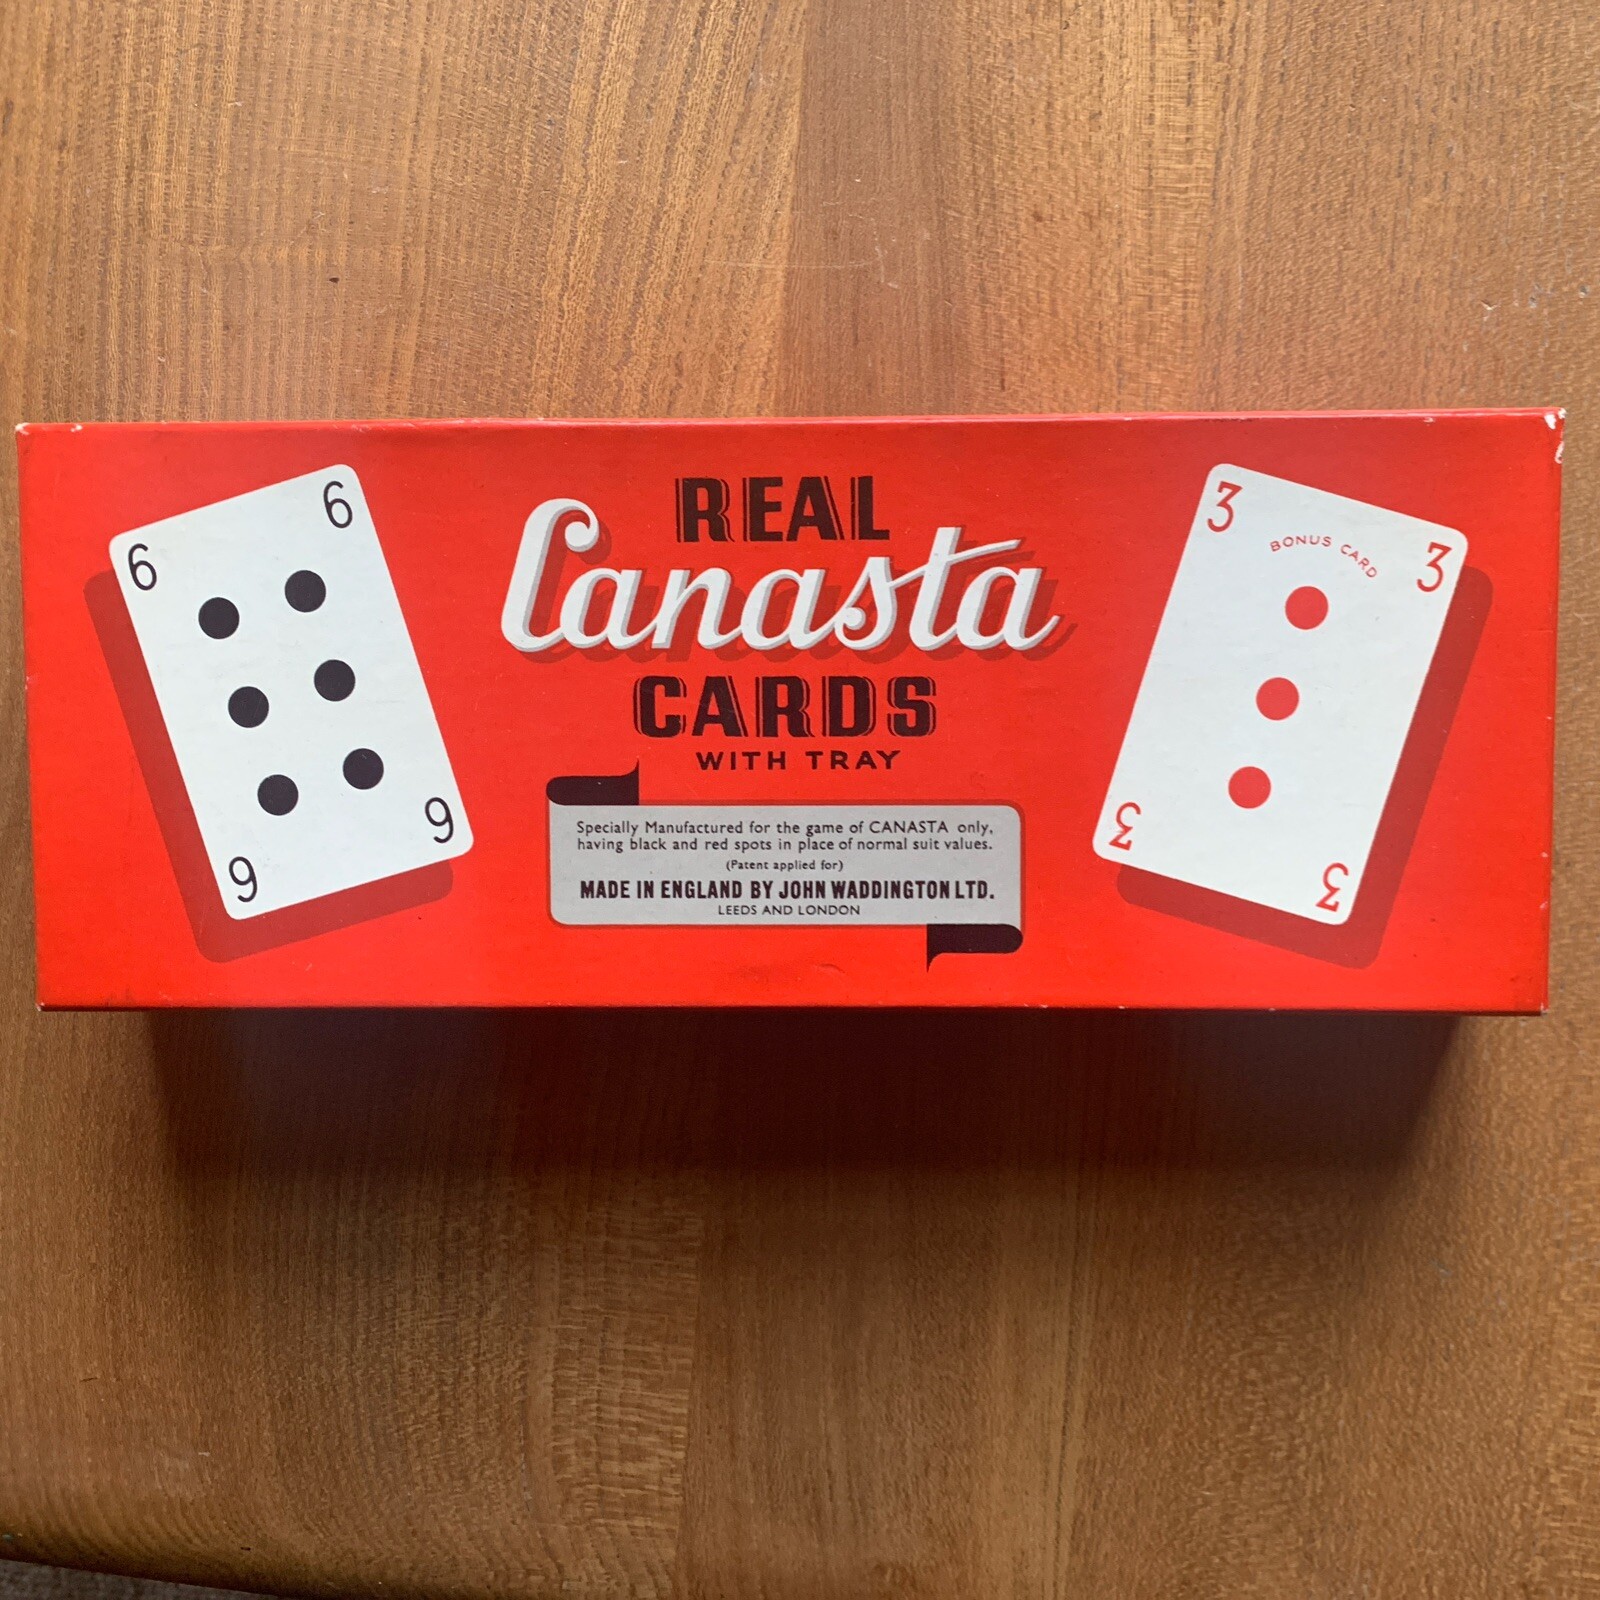 6
6
6
6
REAL
Canasta
CARDS
WITH TRAY
Specially Manufactured for the game of CANASTA only,
having black and red spots in place of normal suit values.
(Patent applied for)
MADE IN ENGLAND BY JOHN WADDINGTON LTD.
LEEDS AND LONDON
3
3
BONUS CARD
3
3